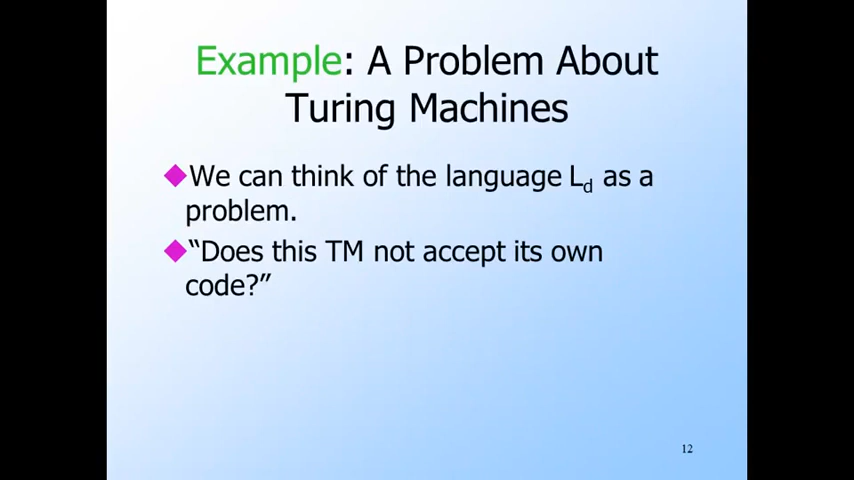 Example: A Problem About
Turing Machines
We can think of the language L_d as a
problem.
“Does this TM not accept its own
code?”
12